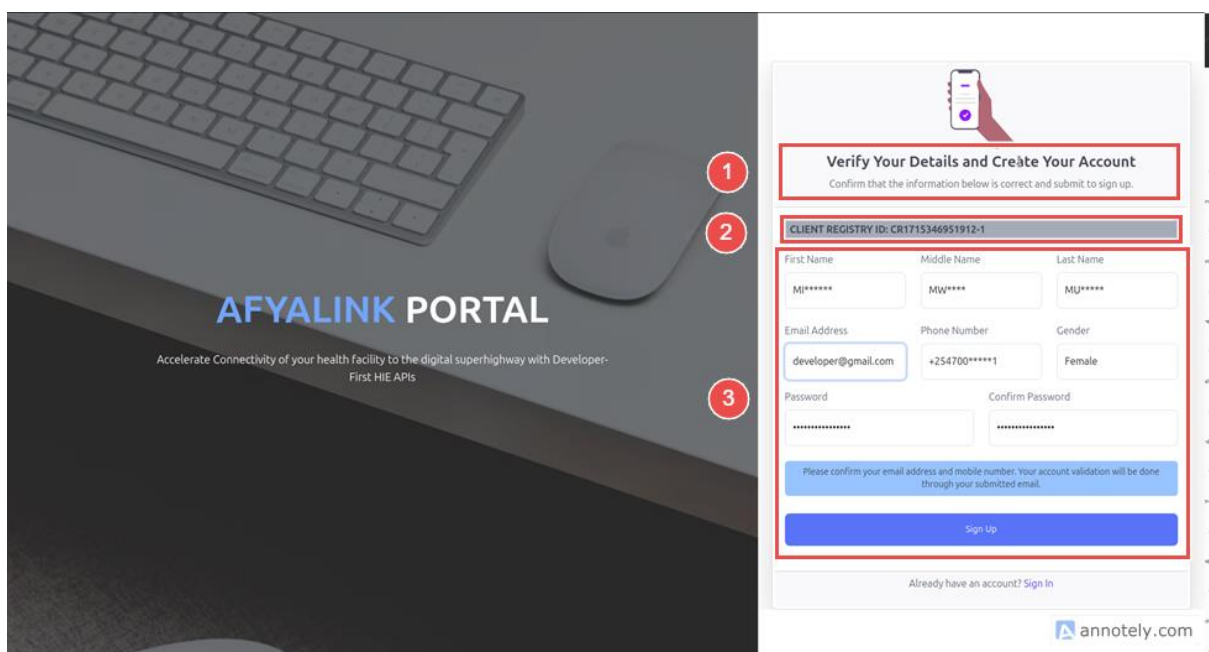 1
Verify Your Details and Create Your Account
Confirm that the information below is correct and submit to sign up.
2
CLIENT REGISTRY ID: CR1715346951912-1
First Name Middle Name Last Name
MI****** MW**** MU*****
AFYALINK PORTAL
Accelerate Connectivity of your health facility to the digital superhighway with Developer-
First HIE APIs
Email Address Phone Number Gender
developer@gmail.com +254700*****1 Female
3
Password Confirm Password
Please confirm your email address and mobile number. Your account validation will be done
through your submitted email.
Sign Up
Already have an account? Sign In
annotely.com